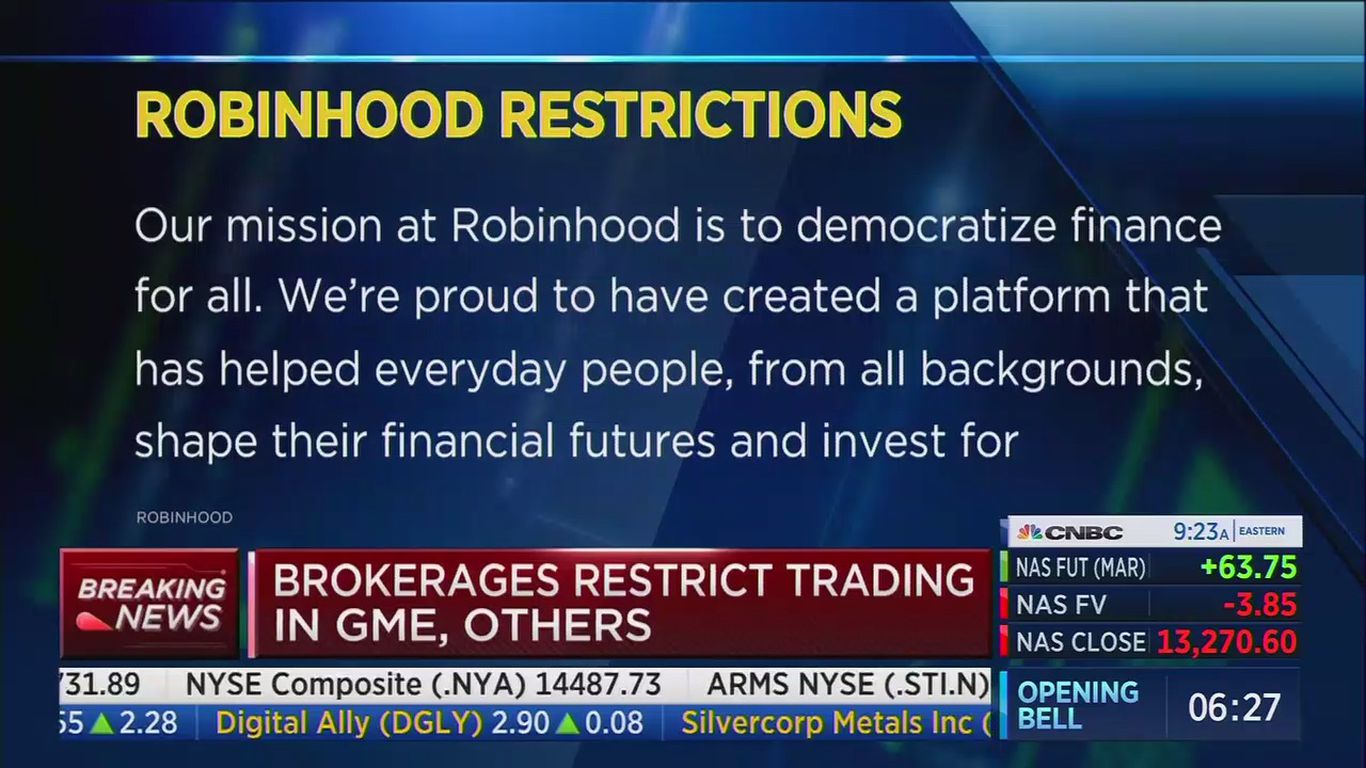 ROBINHOOD RESTRICTIONS
Our mission at Robinhood is to democratize finance
for all. We're proud to have created a platform that
has helped everyday people, from all backgrounds,
shape their financial futures and invest for
ROBINHOOD
BREAKING
NEWS
BROKERAGES RESTRICT TRADING
IN GME, OTHERS
CNBC 9:23A EASTERN
NAS FUT (MAR) +63.75
NAS FV -3.85
NAS CLOSE 13,270.60
OPENING
BELL
06:27
731.89 NYSE Composite (.NYA) 14487.73 ARMS NYSE (.STI.N)
55 ▲ 2.28 Digital Ally (DGLY) 2.90 ▲ 0.08 Silvercorp Metals Inc (